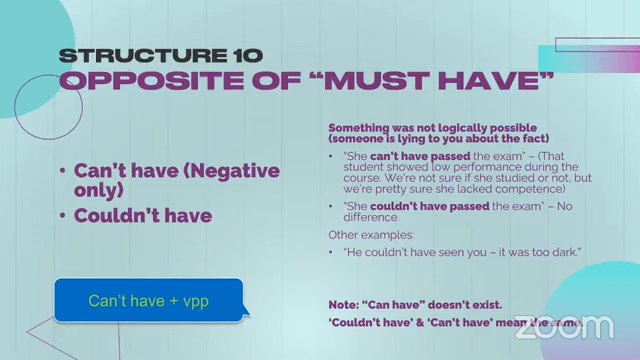 STRUCTURE 10
OPPOSITE OF “MUST HAVE”
• Can’t have (Negative
only)
• Couldn’t have
Can’t have + vpp
Something was not logically possible
(someone is lying to you about the fact)
• “She can’t have passed the exam” – (That
student showed low performance during the
course. We’re not sure if she studied or not, but
we’re pretty sure she lacked competence)
• “She couldn’t have passed the exam” – No
difference.
Other examples:
• “He couldn’t have seen you – it was too dark.”
Note: “Can have” doesn’t exist.
‘Couldn’t have’ & ‘Can’t have’ mean the same.
zoom